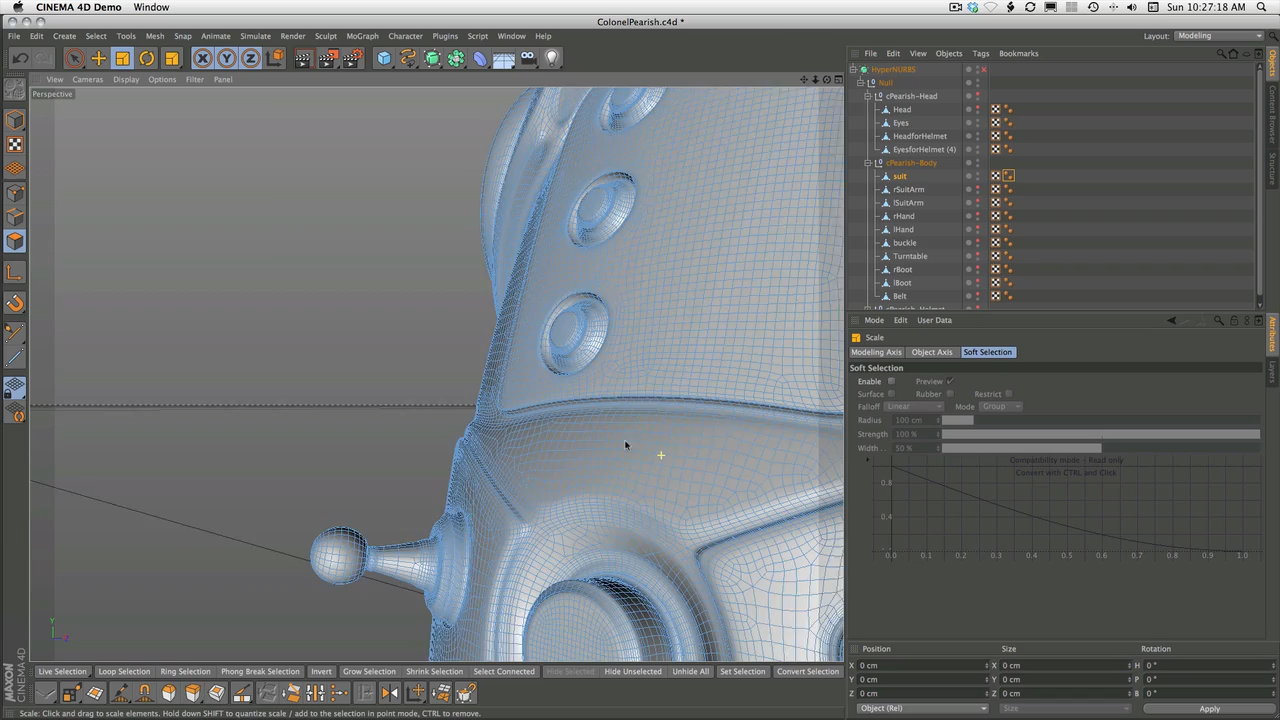 CINEMA 4D Demo Window
Sun 10:27:18 AM
ColonelPearish.c4d *
File Edit Create Select Tools Mesh Snap Animate Simulate Render Sculpt MoGraph Character Plugins Script Window Help
Layout: Modeling
X Y Z
File Edit View Objects Tags Bookmarks
View Cameras Display Options Filter Panel
Perspective
HyperNURBS
Null
cPearish-Head
Head
Eyes
HeadforHelmet
EyesforHelmet (4)
cPearish-Body
suit
rSuitArm
lSuitArm
rHand
lHand
buckle
Turntable
rBoot
lBoot
Belt
Objects
Content Browser
Structure
Mode Edit User Data
Scale
Modeling Axis Object Axis Soft Selection
Soft Selection
Enable Preview
Surface Rubber Restrict
Falloff Linear Mode Group
Radius 100 cm
Strength 100 %
Width 50 %
Compatibility mode - Read only
Convert with CTRL and Click
0.8
0.4
0.0 0.1 0.2 0.3 0.4 0.5 0.6 0.7 0.8 0.9 1.0
Attributes
Layers
Y
Z
Position Size Rotation
X 0 cm X 0 cm H 0 °
Y 0 cm Y 0 cm P 0 °
Z 0 cm Z 0 cm B 0 °
Object (Rel) Size Apply
Live Selection Loop Selection Ring Selection Phong Break Selection Invert Grow Selection Shrink Selection Select Connected Hide Selected Hide Unselected Unhide All Set Selection Convert Selection
MAXON
CINEMA 4D
Scale: Click and drag to scale elements. Hold down SHIFT to quantize scale / add to the selection in point mode, CTRL to remove.